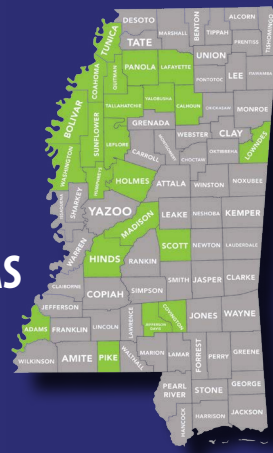 DESOTO
MARSHALL
BENTON
TIPPAH
ALCORN
PRENTISS
TISHOMINGO
TUNICA
TATE
UNION
COAHOMA
QUITMAN
PANOLA
LAFAYETTE
PONTOTOC
LEE
ITAWAMBA
BOLIVAR
SUNFLOWER
TALLAHATCHIE
YALOBUSHA
CALHOUN
CHICKASAW
MONROE
GRENADA
WASHINGTON
LEFLORE
CARROLL
MONTGOMERY
WEBSTER
CLAY
LOWNDES
CHOCTAW
OKTIBBEHA
HUMPHREYS
HOLMES
ATTALA
WINSTON
NOXUBEE
SHARKEY
YAZOO
MADISON
LEAKE
NESHOBA
KEMPER
WARREN
HINDS
RANKIN
SCOTT
NEWTON
LAUDERDALE
AS
CLAIBORNE
COPIAH
SIMPSON
SMITH
JASPER
CLARKE
JEFFERSON
ADAMS
FRANKLIN
LINCOLN
LAWRENCE
JEFFERSON
DAVIS
COVINGTON
JONES
WAYNE
WILKINSON
AMITE
PIKE
WALTHALL
MARION
LAMAR
FORREST
PERRY
GREENE
PEARL
RIVER
STONE
GEORGE
HANCOCK
HARRISON
JACKSON